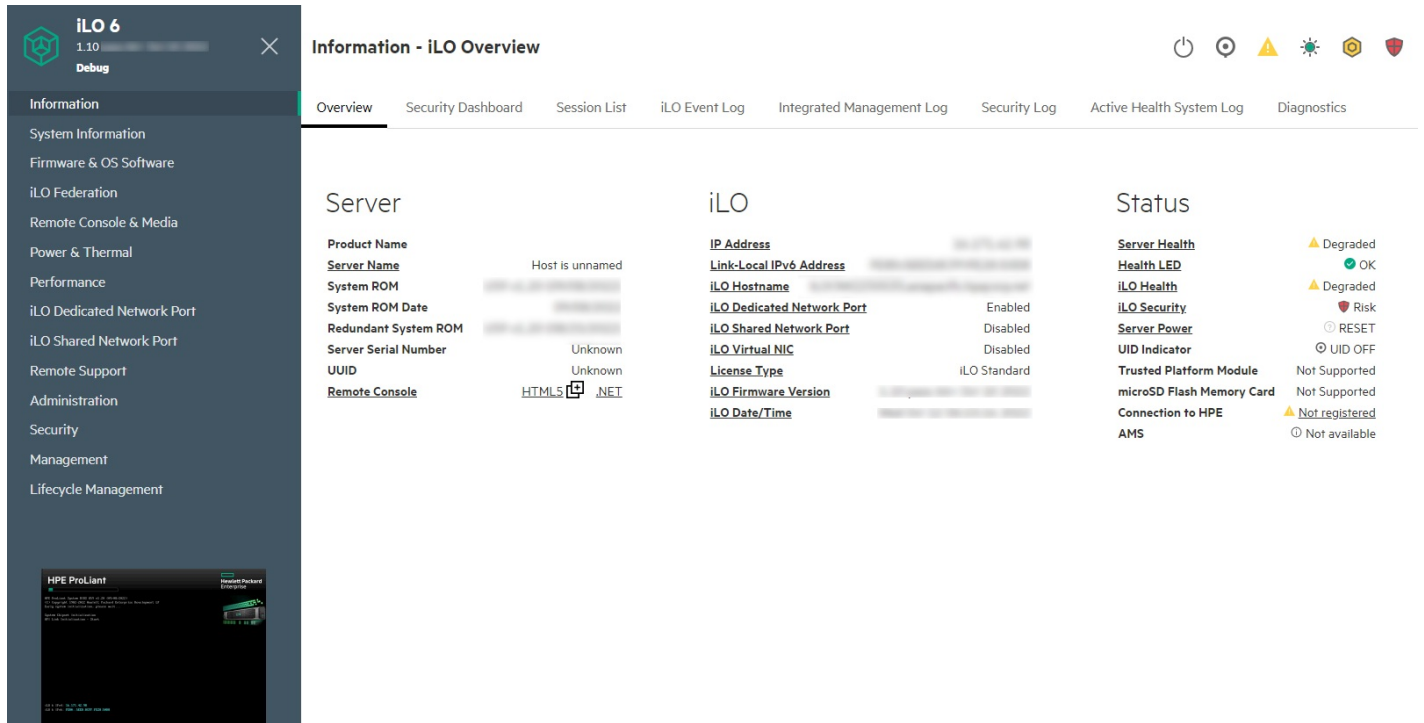 iLO 6
1.10
Debug
Information
System Information
Firmware & OS Software
iLO Federation
Remote Console & Media
Power & Thermal
Performance
iLO Dedicated Network Port
iLO Shared Network Port
Remote Support
Administration
Security
Management
Lifecycle Management
HPE ProLiant
Hewlett Packard
Enterprise
Information - iLO Overview
Overview Security Dashboard Session List iLO Event Log Integrated Management Log Security Log Active Health System Log Diagnostics
Server
Product Name
Server Name Host is unnamed
System ROM
System ROM Date
Redundant System ROM
Server Serial Number Unknown
UUID Unknown
Remote Console HTML5 .NET
iLO
IP Address
Link-Local IPv6 Address
iLO Hostname
iLO Dedicated Network Port Enabled
iLO Shared Network Port Disabled
iLO Virtual NIC Disabled
License Type iLO Standard
iLO Firmware Version
iLO Date/Time
Status
Server Health Degraded
Health LED OK
iLO Health Degraded
iLO Security Risk
Server Power RESET
UID Indicator UID OFF
Trusted Platform Module Not Supported
microSD Flash Memory Card Not Supported
Connection to HPE Not registered
AMS Not available